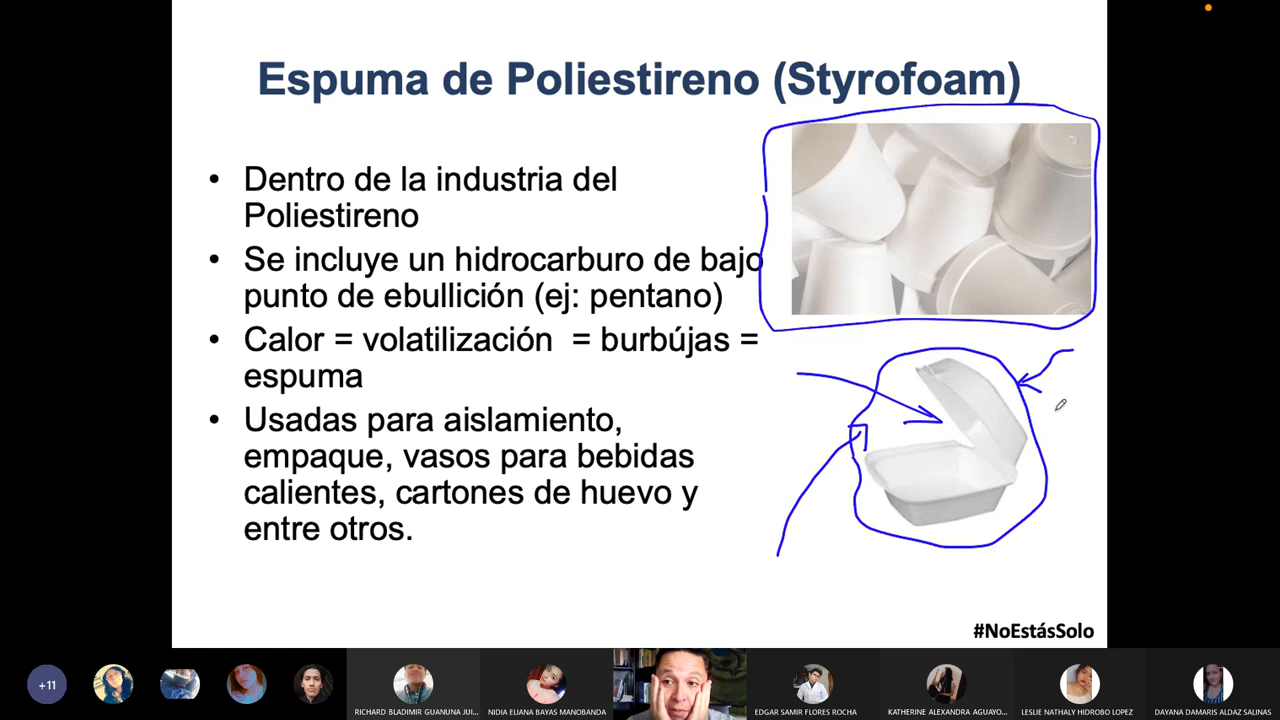 Espuma de Poliestireno (Styrofoam)
• Dentro de la industria del
Poliestireno
• Se incluye un hidrocarburo de bajo
punto de ebullición (ej: pentano)
• Calor = volatilización = burbújas =
espuma
• Usadas para aislamiento,
empaque, vasos para bebidas
calientes, cartones de huevo y
entre otros.
#NoEstásSolo
+11
RICHARD BLADIMIR GUANUNA JUI...
NIDIA ELIANA BAYAS MANOBANDA
EDGAR SAMIR FLORES ROCHA
KATHERINE ALEXANDRA AGUAYO...
LESLIE NATHALY HIDROBO LOPEZ
DAYANA DAMARIS ALDAZ SALINAS